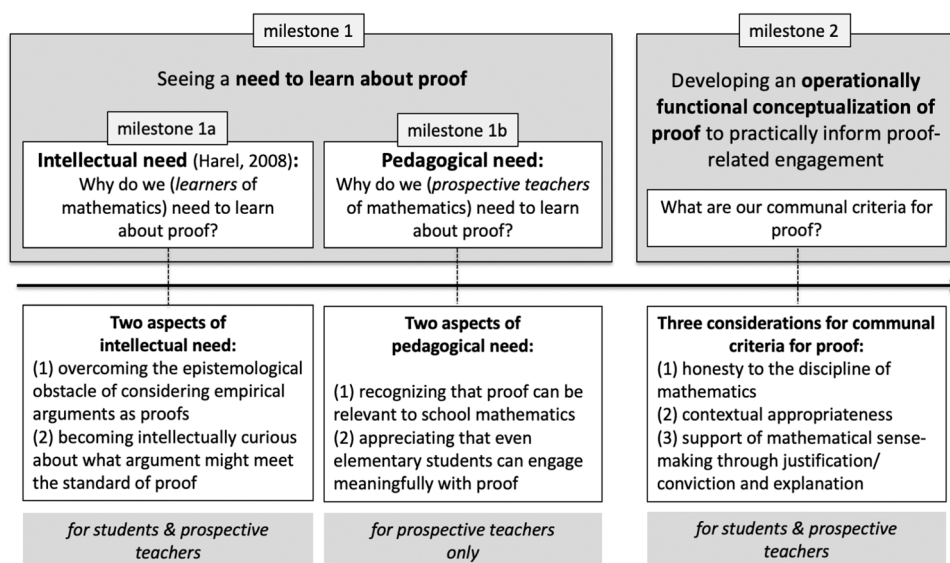 milestone 1
Seeing a need to learn about proof
milestone 1a
Intellectual need (Harel, 2008):
Why do we (learners of
mathematics) need to learn
about proof?
milestone 1b
Pedagogical need:
Why do we (prospective teachers
of mathematics) need to learn
about proof?
milestone 2
Developing an operationally
functional conceptualization of
proof to practically inform proof-
related engagement
What are our communal criteria for
proof?
Two aspects of
intellectual need:
(1) overcoming the epistemological
obstacle of considering empirical
arguments as proofs
(2) becoming intellectually curious
about what argument might meet
the standard of proof
for students & prospective
teachers
Two aspects of
pedagogical need:
(1) recognizing that proof can be
relevant to school mathematics
(2) appreciating that even
elementary students can engage
meaningfully with proof
for prospective teachers
only
Three considerations for communal
criteria for proof:
(1) honesty to the discipline of
mathematics
(2) contextual appropriateness
(3) support of mathematical sense-
making through justification/
conviction and explanation
for students & prospective
teachers